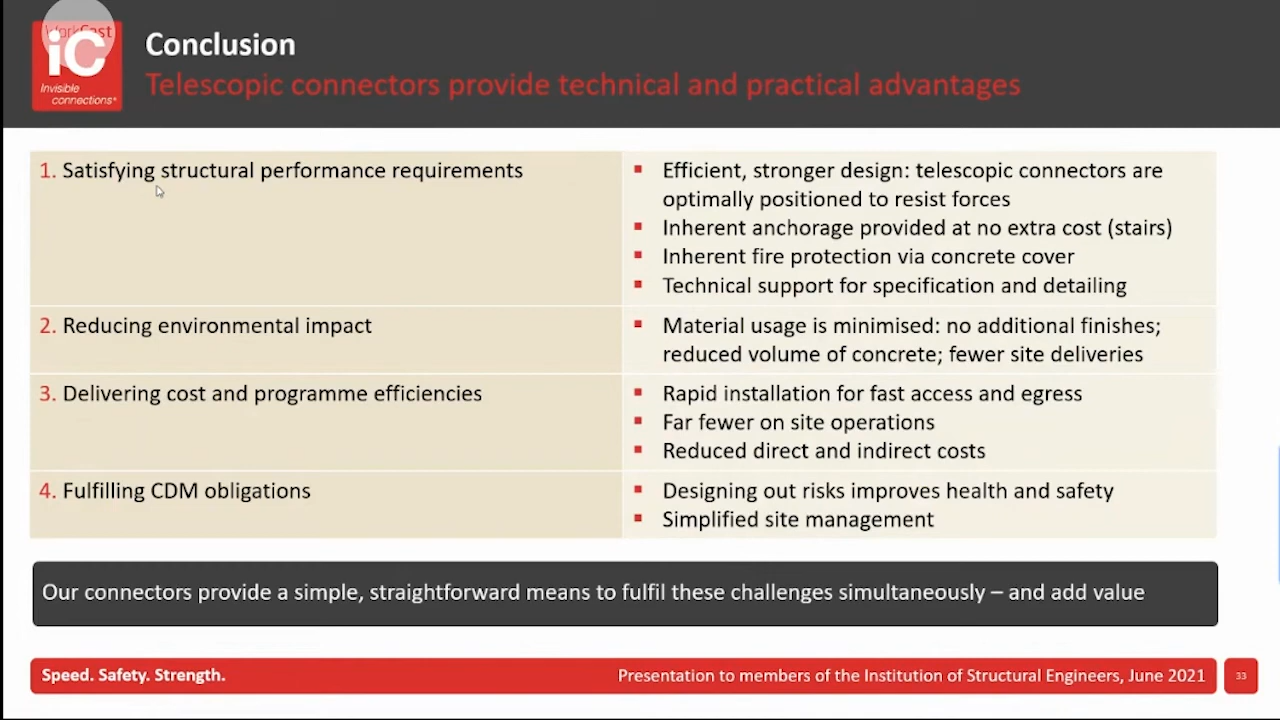 WorkCast
iC
Invisible
connections®
Conclusion
Telescopic connectors provide technical and practical advantages
1. Satisfying structural performance requirements
▪ Efficient, stronger design: telescopic connectors are
optimally positioned to resist forces
▪ Inherent anchorage provided at no extra cost (stairs)
▪ Inherent fire protection via concrete cover
▪ Technical support for specification and detailing
2. Reducing environmental impact
▪ Material usage is minimised: no additional finishes;
reduced volume of concrete; fewer site deliveries
3. Delivering cost and programme efficiencies
▪ Rapid installation for fast access and egress
▪ Far fewer on site operations
▪ Reduced direct and indirect costs
4. Fulfilling CDM obligations
▪ Designing out risks improves health and safety
▪ Simplified site management
Our connectors provide a simple, straightforward means to fulfil these challenges simultaneously – and add value
Speed. Safety. Strength.
Presentation to members of the Institution of Structural Engineers, June 2021
33